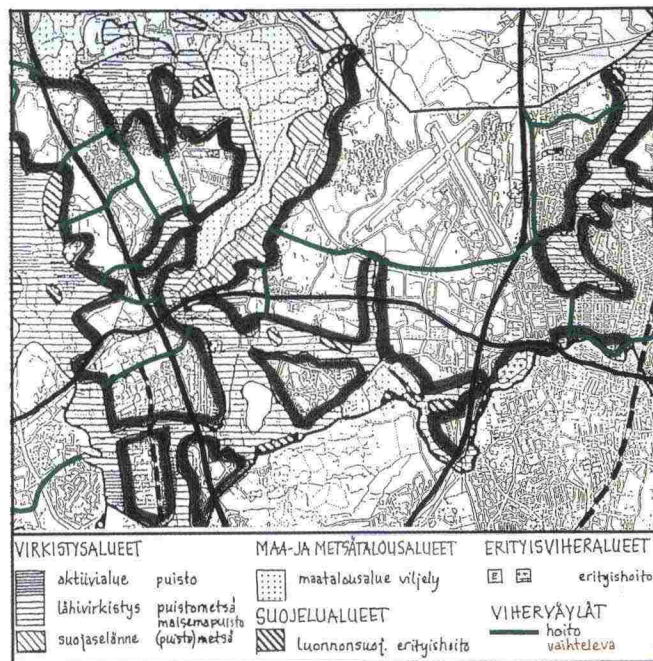 VIRKISTYSALUEET
aktiivialue puisto
lähivirkistys puistometsä
maisemapuisto
suojaselänne (puisto)metsä
MAA-JA METSÄTALOUSALUEET
maatalousalue viljely
SUOJELUALUEET
luonnonsuoj. erityishoito
ERITYISVIHERALUEET
E erityishoito
VIHERVÄYLÄT
hoito
vaihteleva